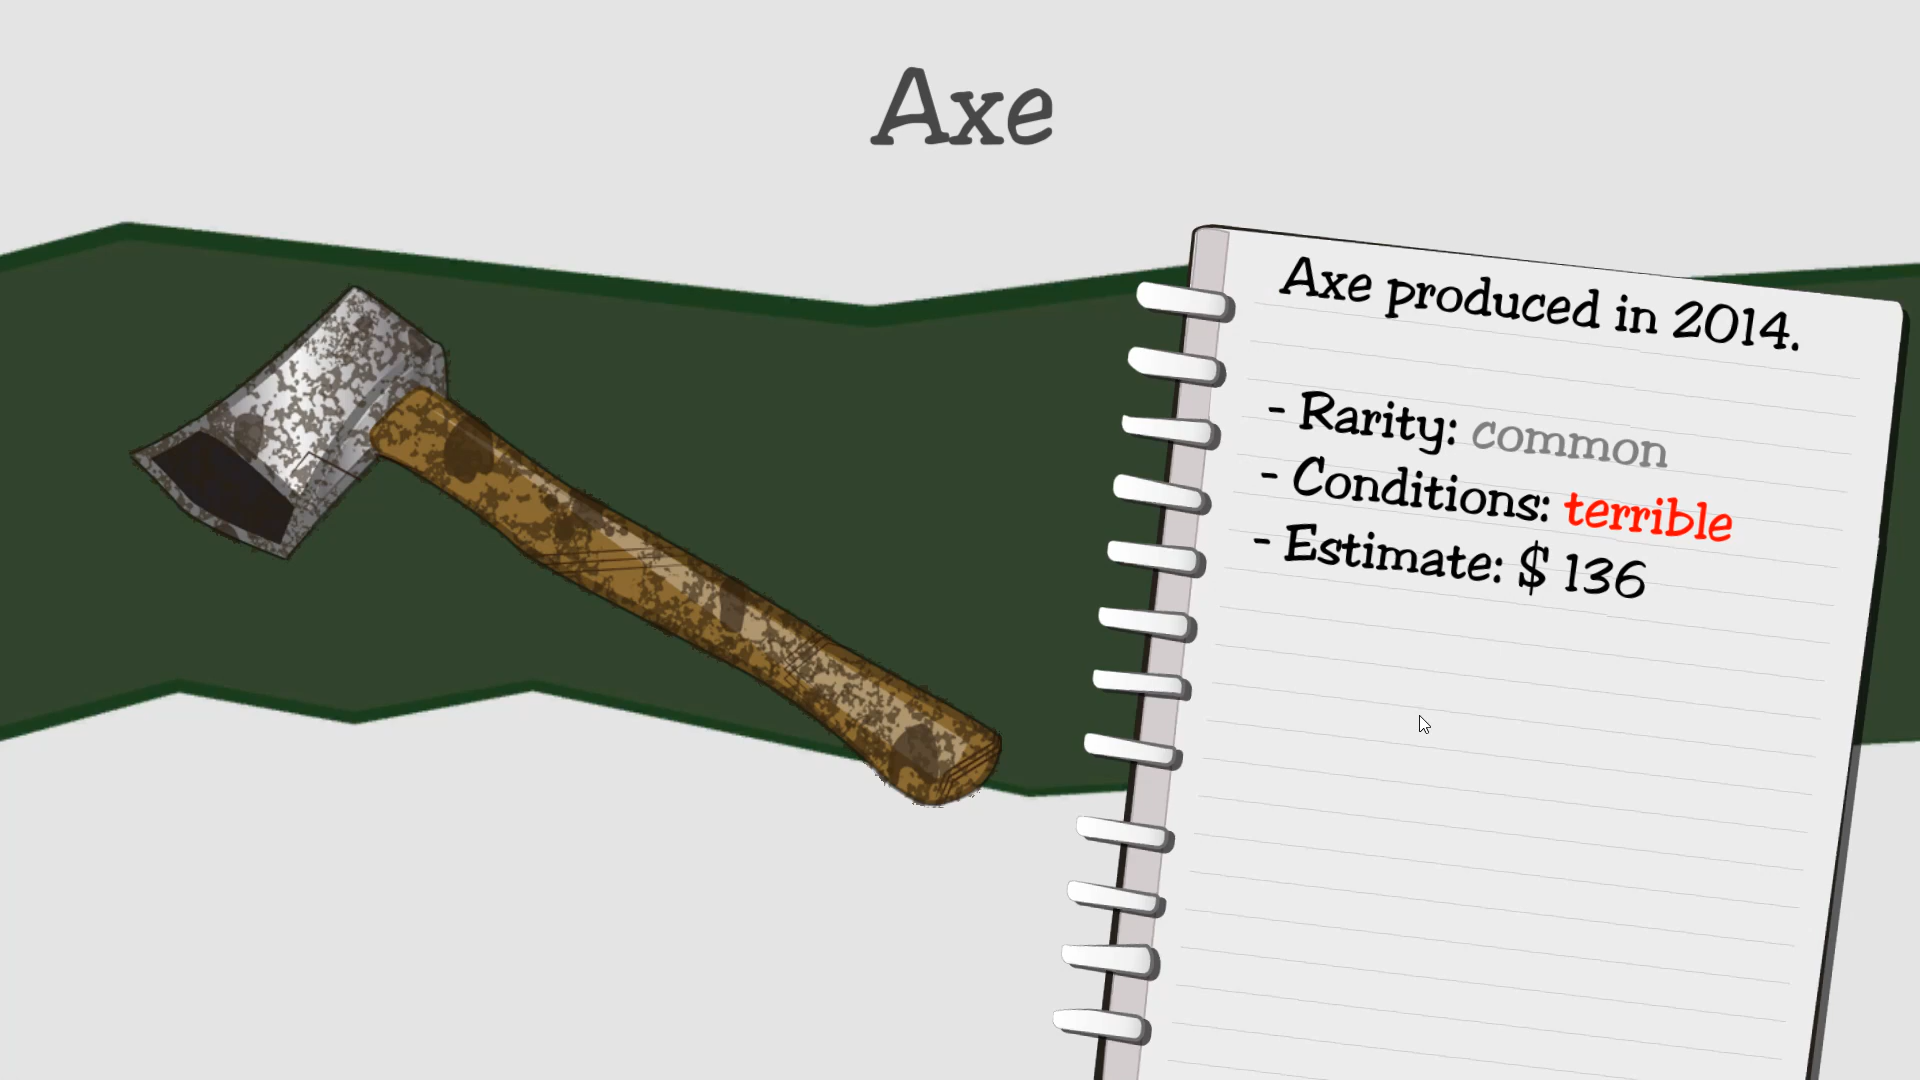 Axe
Axe produced in 2014.
- Rarity: common
- Conditions: terrible
- Estimate: $ 136